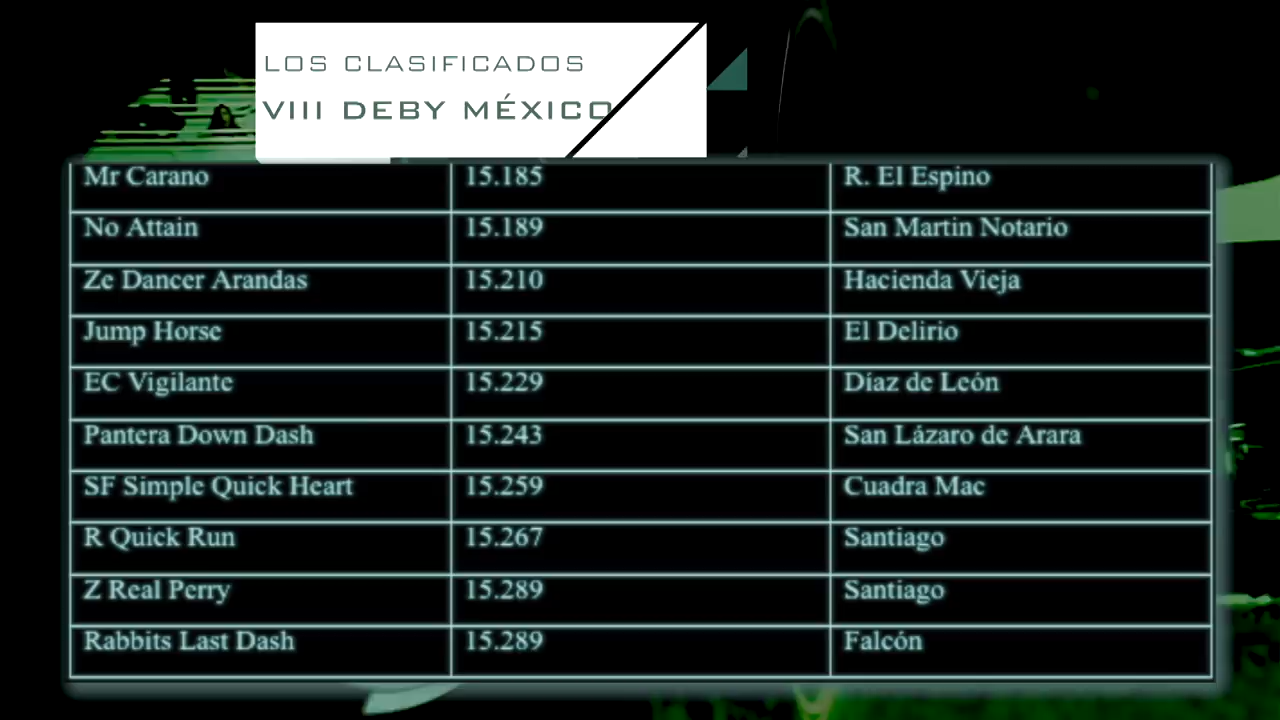 LOS CLASIFICADOS
VIII DEBY MÉXICO
Mr Carano 15.185 R. El Espino
No Attain 15.189 San Martin Notario
Ze Dancer Arandas 15.210 Hacienda Vieja
Jump Horse 15.215 El Delirio
EC Vigilante 15.229 Díaz de León
Pantera Down Dash 15.243 San Lázaro de Arara
SF Simple Quick Heart 15.259 Cuadra Mac
R Quick Run 15.267 Santiago
Z Real Perry 15.289 Santiago
Rabbits Last Dash 15.289 Falcón